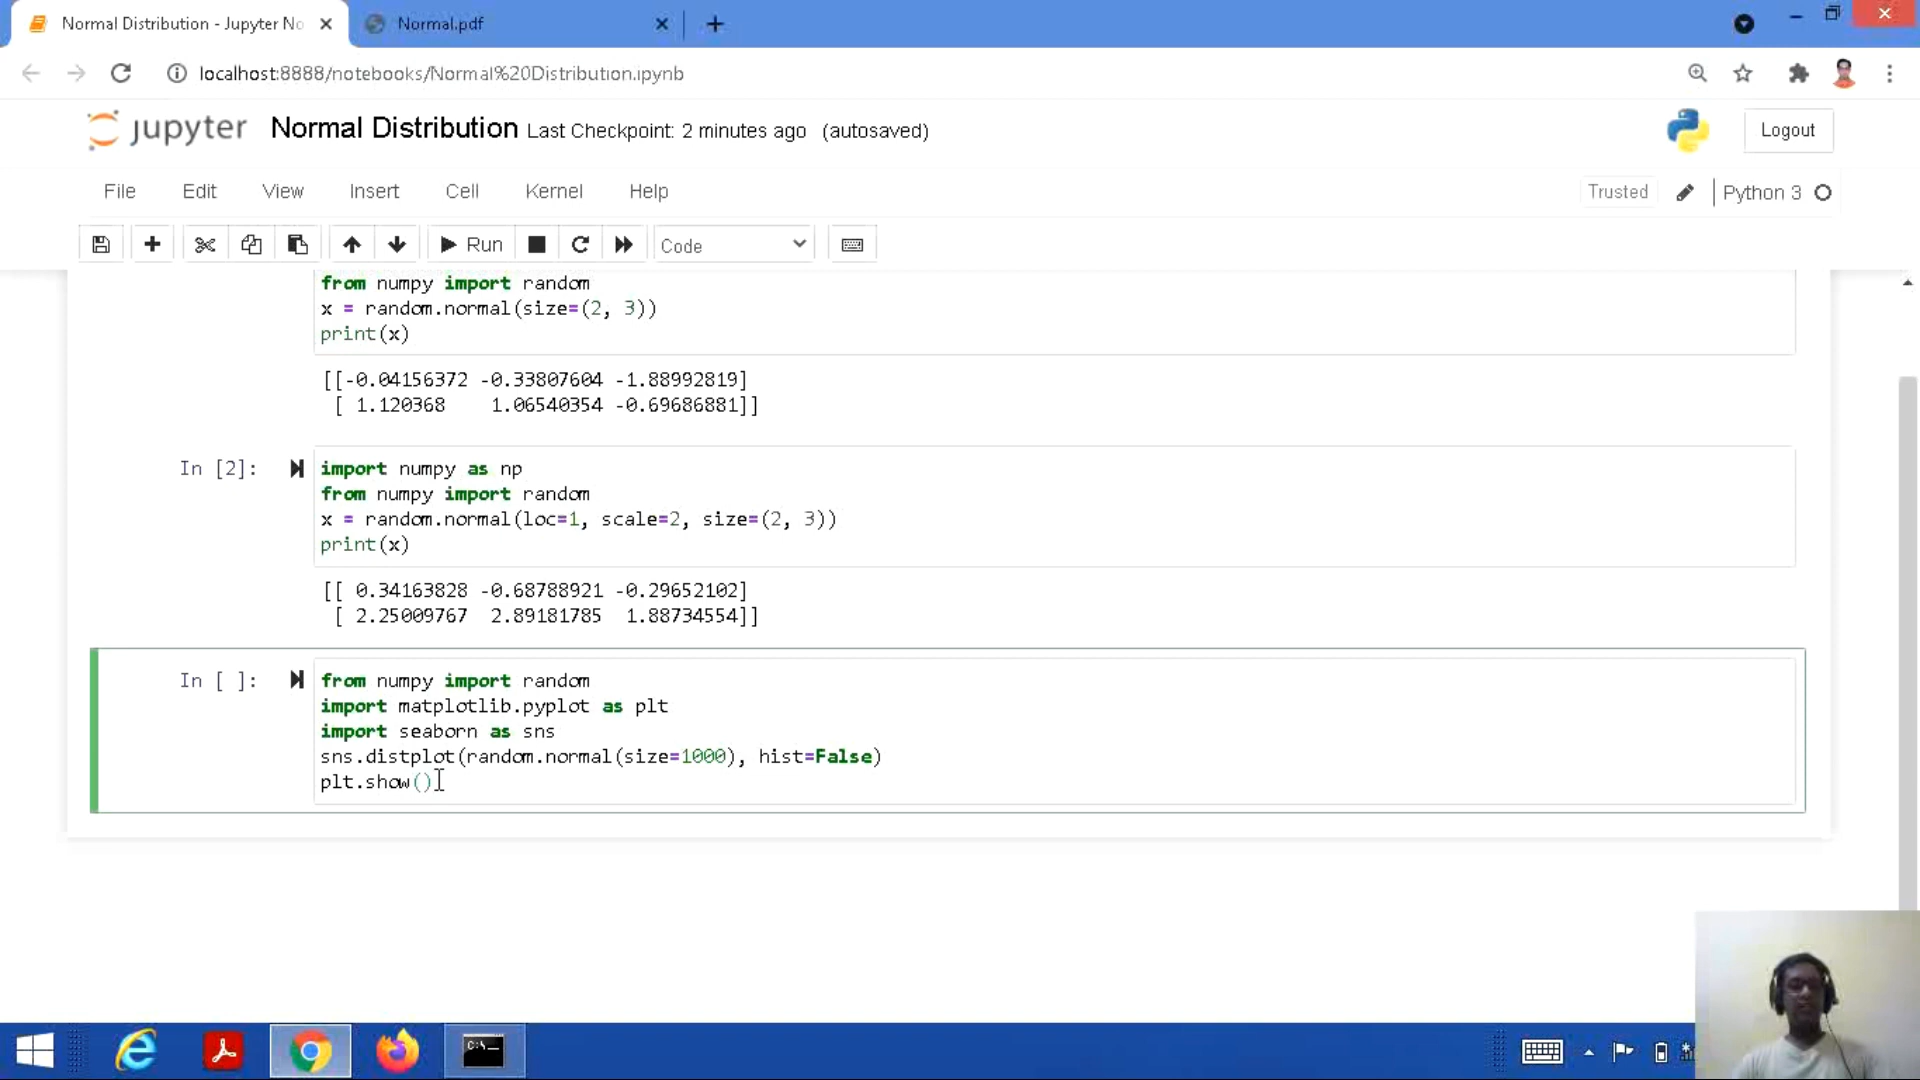 Normal Distribution - Jupyter No
Normal.pdf
localhost:8888/notebooks/Normal%20Distribution.ipynb
jupyter Normal Distribution Last Checkpoint: 2 minutes ago (autosaved)
Logout
File Edit View Insert Cell Kernel Help
Trusted Python 3
Run Code
from numpy import random
x = random.normal(size=(2, 3))
print(x)
[[-0.04156372 -0.33807604 -1.88992819]
[ 1.120368 1.06540354 -0.69686881]]
In [2]:
import numpy as np
from numpy import random
x = random.normal(loc=1, scale=2, size=(2, 3))
print(x)
[[ 0.34163828 -0.68788921 -0.29652102]
[ 2.25009767 2.89181785 1.88734554]]
In [ ]:
from numpy import random
import matplotlib.pyplot as plt
import seaborn as sns
sns.distplot(random.normal(size=1000), hist=False)
plt.show()
C:\_